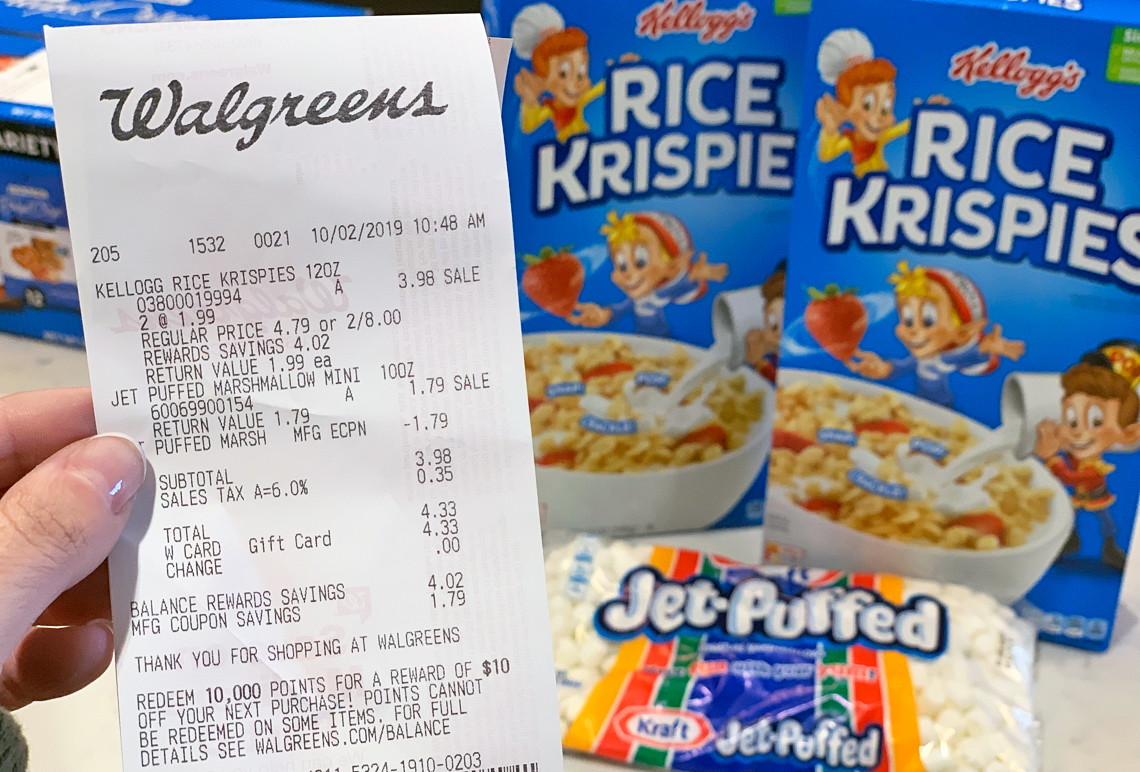 Walgreens
205 1532 0021 10/02/2019 10:48 AM
KELLOGG RICE KRISPIES 12OZ
A 3.98 SALE
03800019994
2 @ 1.99
REGULAR PRICE 4.79 or 2/8.00
REWARDS SAVINGS 4.02
RETURN VALUE 1.99 ea
JET PUFFED MARSHMALLOW MINI 10OZ
A 1.79 SALE
60069900154
RETURN VALUE 1.79
PUFFED MARSH MFG ECPN -1.79
SUBTOTAL 3.98
SALES TAX A=6.0% 0.35
TOTAL 4.33
W CARD Gift Card 4.33
CHANGE .00
BALANCE REWARDS SAVINGS 4.02
MFG COUPON SAVINGS 1.79
THANK YOU FOR SHOPPING AT WALGREENS
REDEEM 10,000 POINTS FOR A REWARD OF $10
OFF YOUR NEXT PURCHASE! POINTS CANNOT
BE REDEEMED ON SOME ITEMS. FOR FULL
DETAILS SEE WALGREENS.COM/BALANCE
5324-1910-0203
Kellogg's
RICE
KRISPIE
SNAP!
POP!
CRACKLE!
Kellogg's
RICE
KRISPIES
SNAP!
POP!
CRACKLE!
Jet-Puffed
Kraft Jet-Puffed